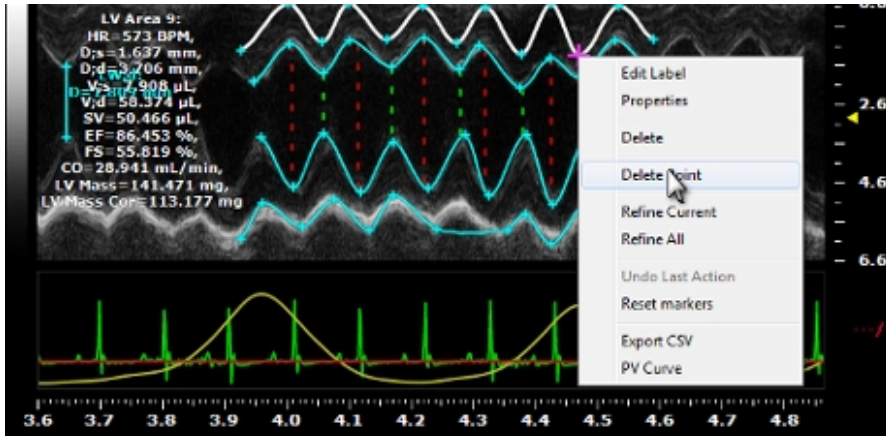 LV Area 9:
HR=573 BPM,
D;s=1.637 mm,
D;d=3.206 mm,
V;s=7.908 µL,
V;d=58.374 µL,
SV=50.466 µL,
EF=86.453 %,
FS=55.819 %,
CO=28.941 mL/min,
LV Mass=141.471 mg,
LV Mass Cor=113.177 mg
Edit Label
Properties
Delete
Delete Point
Refine Current
Refine All
Undo Last Action
Reset markers
Export CSV
PV Curve
2.6
4.6
6.6
3.6 3.7 3.8 3.9 4.0 4.1 4.2 4.3 4.4 4.5 4.6 4.7 4.8